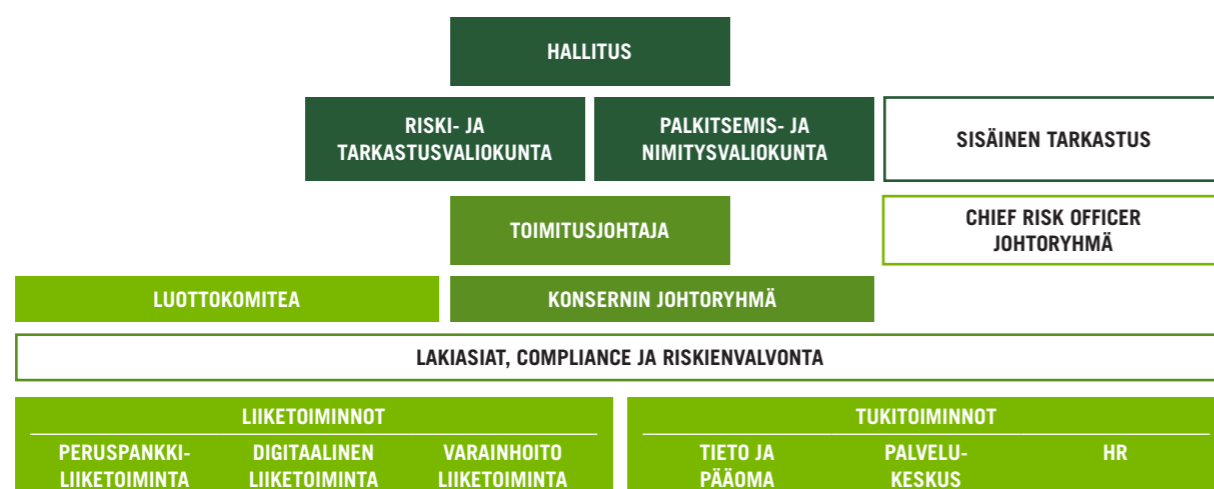 HALLITUS
RISKI- JA
TARKASTUSVALIOKUNTA
PALKITSEMIS- JA
NIMITYSVALIOKUNTA
SISÄINEN TARKASTUS
TOIMITUSJOHTAJA
CHIEF RISK OFFICER
JOHTORYHMÄ
LUOTTOKOMITEA
KONSERNIN JOHTORYHMÄ
LAKIASIAT, COMPLIANCE JA RISKIENVALVONTA
LIIKETOIMINNOT
PERUSPANKKI-
LIIKETOIMINTA
DIGITAALINEN
LIIKETOIMINTA
VARAINHOITO
LIIKETOIMINTA
TUKITOIMINNOT
TIETO JA
PÄÄOMA
PALVELU-
KESKUS
HR